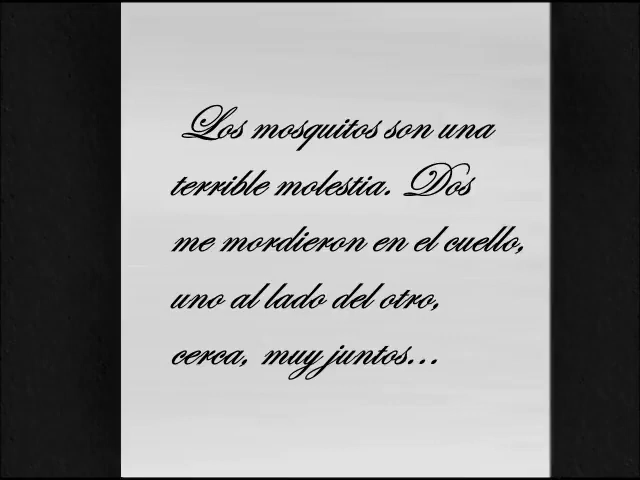 Los mosquitos son una
terrible molestia. Dos
me mordieron en el cuello,
uno al lado del otro,
cerca, muy juntos...